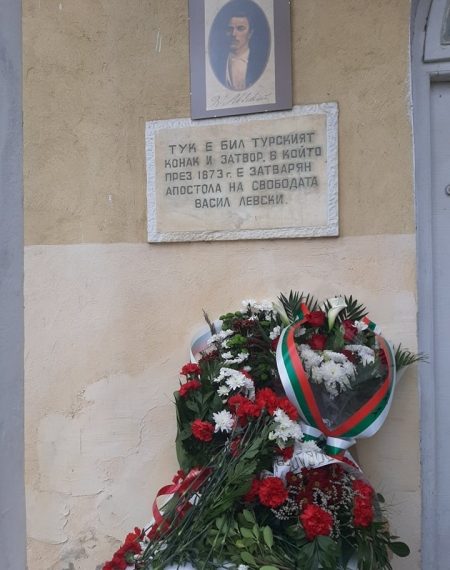 ТУК Е БИЛ ТУРСКИЯТ
КОНАК И ЗАТВОР, В КОЙТО
ПРЕЗ 1873 г. Е ЗАТВАРЯН
АПОСТОЛА НА СВОБОДАТА
ВАСИЛ ЛЕВСКИ.